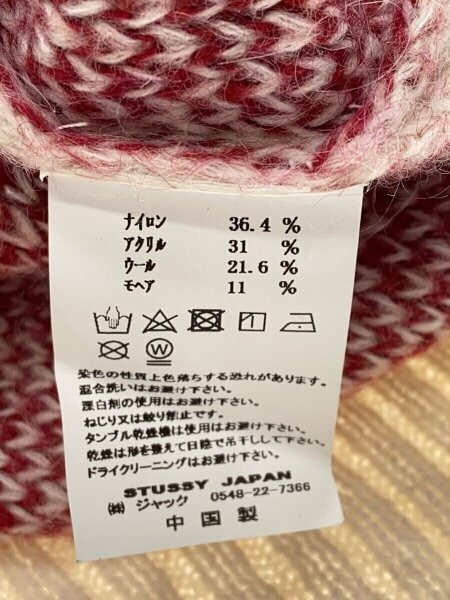 ナイロン 36.4 %
アクリル 31 %
ウール 21.6 %
モヘア 11 %
W
染色の性質上色落ちする恐れがあります。
混合洗いはお避け下さい。
漂白剤の使用はお避け下さい。
ねじり又は絞り禁止です。
タンブル乾燥機は使用はお避け下さい。
乾燥は形を整えて日陰で吊干しして下さい。
ドライクリーニングはお避け下さい。
STUSSY JAPAN
㈱ ジャック 0548-22-7366
中国製